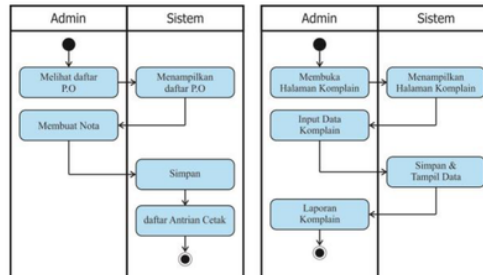 Admin
Sistem
Melihat daftar
P.O
Menampilkan
daftar P.O
Membuat Nota
Simpan
daftar Antrian Cetak
Admin
Sistem
Membuka
Halaman Komplain
Menampilkan
Halaman Komplain
Input Data
Komplain
Simpan &
Tampil Data
Laporan
Komplain